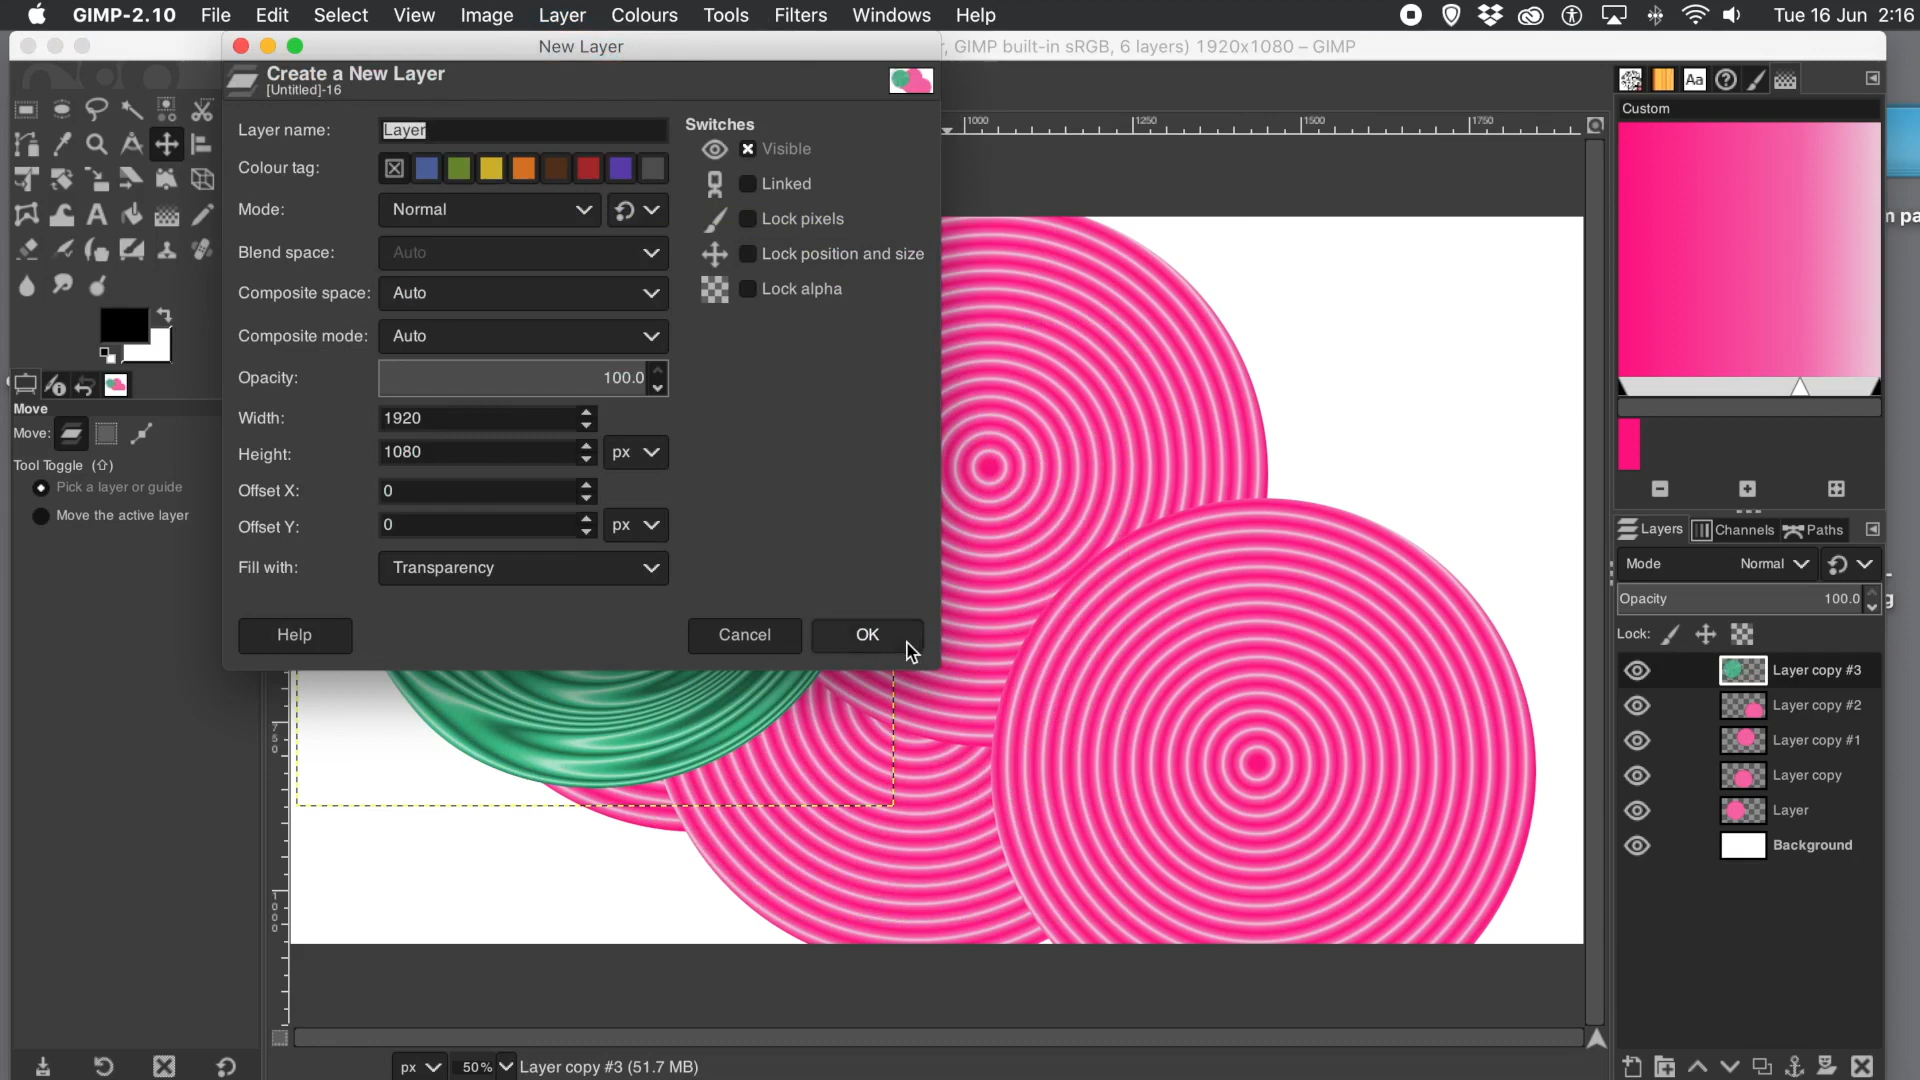 GIMP-2.10 File Edit Select View Image Layer Colours Tools Filters Windows Help Tue 16 Jun 2:16
New Layer
, GIMP built-in sRGB, 6 layers) 1920x1080 – GIMP
Create a New Layer
[Untitled]-16
Layer name: Layer
Colour tag:
Mode: Normal
Blend space: Auto
Composite space: Auto
Composite mode: Auto
Opacity: 100.0
Width: 1920
Height: 1080 px
Offset X: 0
Offset Y: 0 px
Fill with: Transparency
Help Cancel OK
Switches
Visible
Linked
Lock pixels
Lock position and size
Lock alpha
Move
Move:
Tool Toggle (⇧)
Pick a layer or guide
Move the active layer
1000 1250 1500 1750
750
1000
px 50% Layer copy #3 (51.7 MB)
Aa
Custom
Layers Channels Paths
Mode Normal
Opacity 100.0
Lock:
Layer copy #3
Layer copy #2
Layer copy #1
Layer copy
Layer
Background
n pa
g